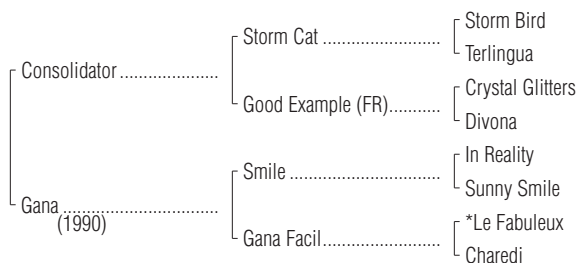 Storm Bird
Storm Cat ........................
Terlingua
Consolidator ....................
Crystal Glitters
Good Example (FR)...........
Divona
In Reality
Smile ...............................
Sunny Smile
Gana ................................
(1990)
*Le Fabuleux
Gana Facil........................
Charedi